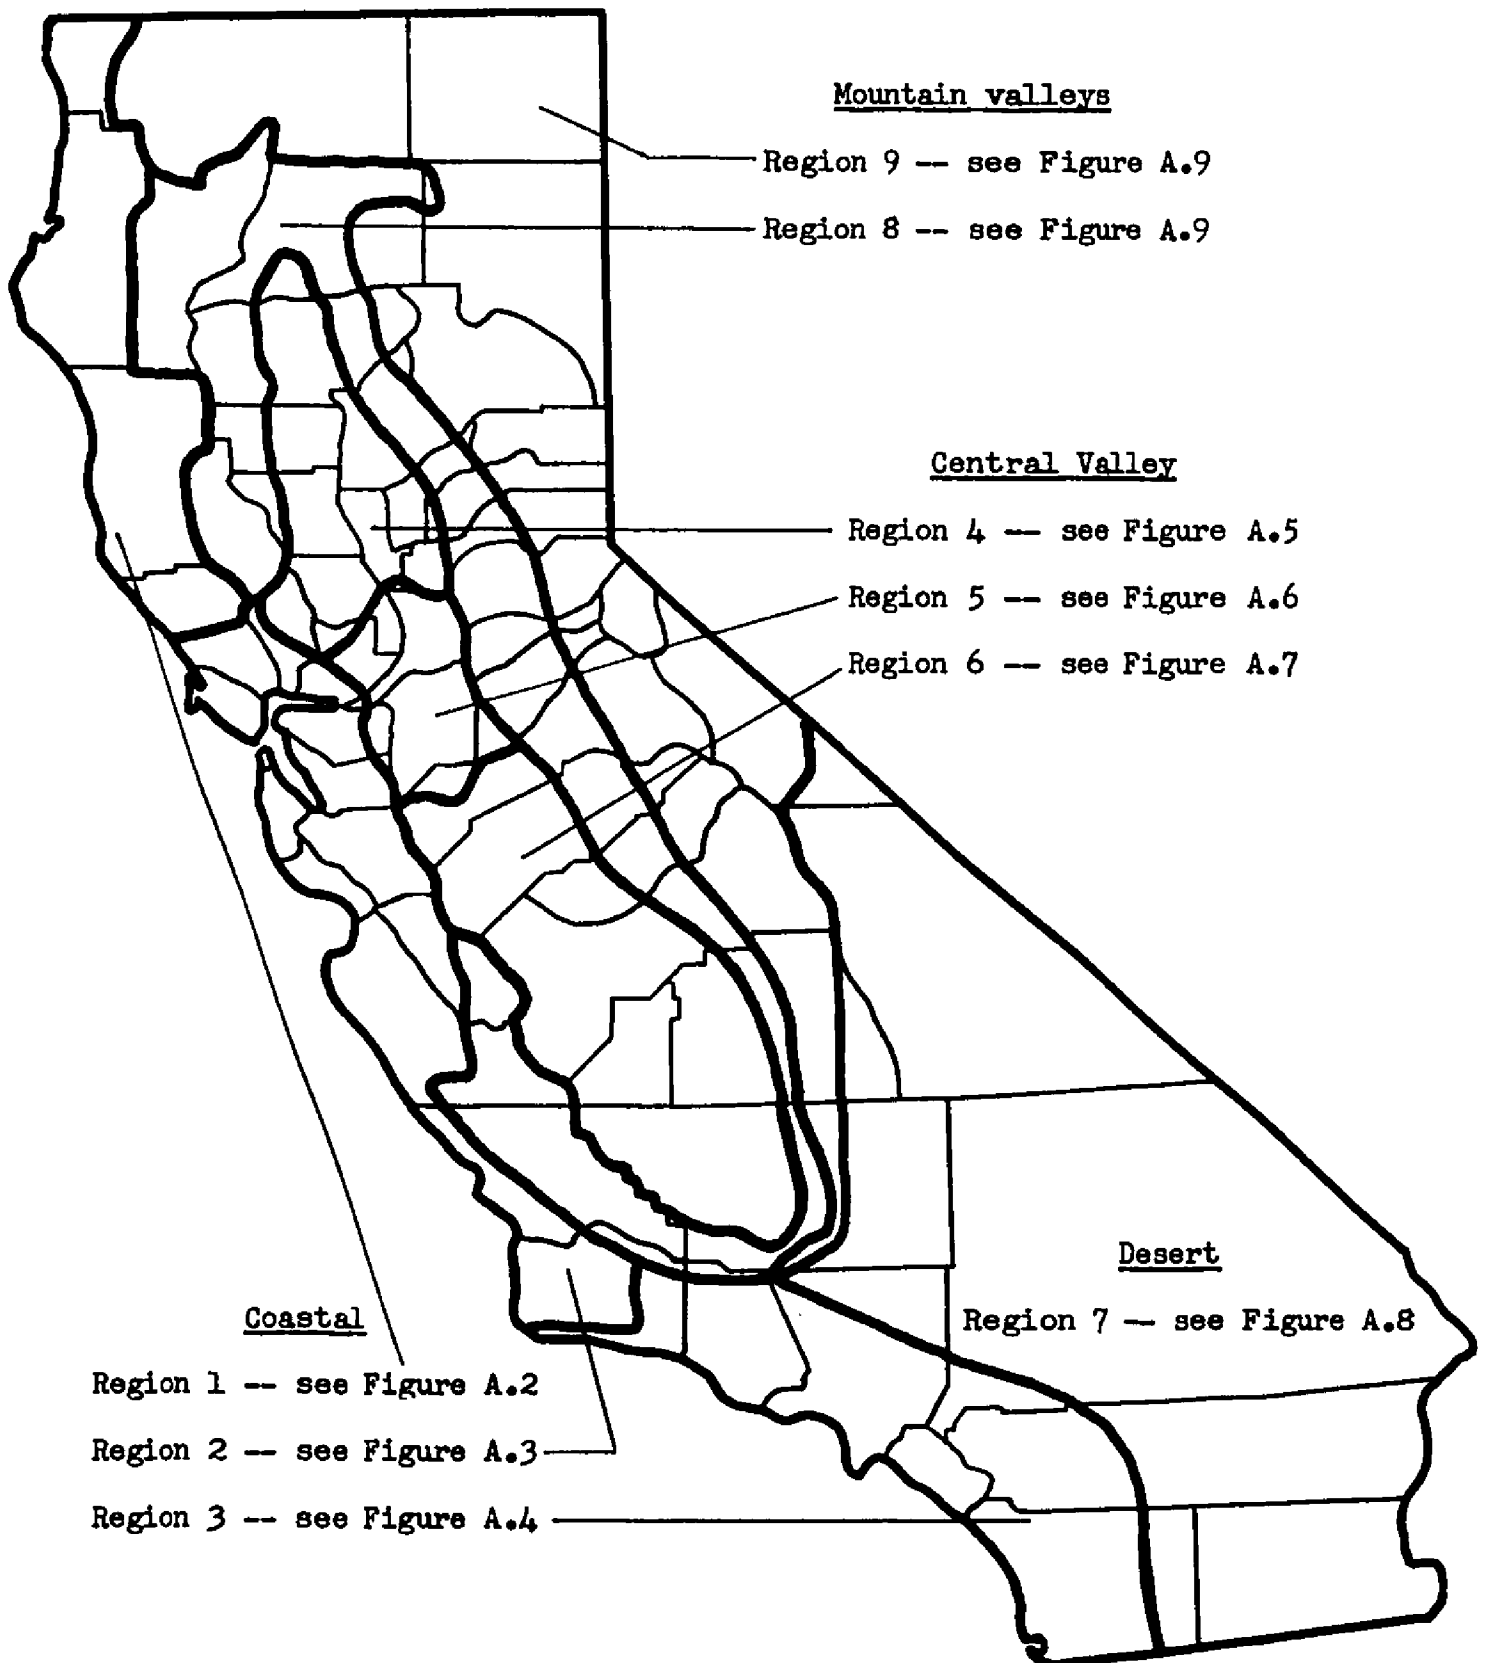 Mountain valleys
Region 9 -- see Figure A.9
Region 8 -- see Figure A.9
Central Valley
Region 4 -- see Figure A.5
Region 5 -- see Figure A.6
Region 6 -- see Figure A.7
Desert
Region 7 -- see Figure A.8
Coastal
Region 1 -- see Figure A.2
Region 2 -- see Figure A.3
Region 3 -- see Figure A.4